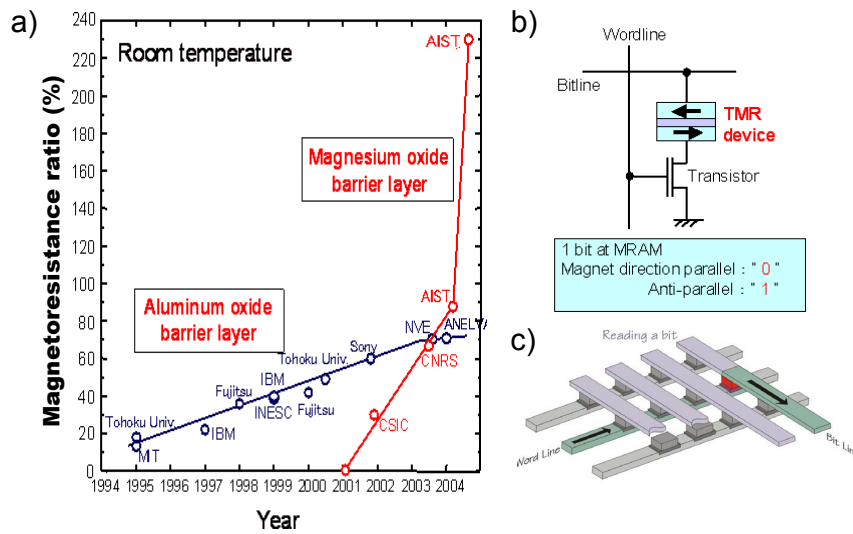 a)
Room temperature
Magnetoresistance ratio (%)
240
220
200
180
160
140
120
100
80
60
40
20
0
AIST
Magnesium oxide
barrier layer
Aluminum oxide
barrier layer
AIST
NVE
ANELVA
Sony
CNRS
Tohoku Univ.
IBM
Fujitsu
INESC
Fujitsu
CSIC
Tohoku Univ.
IBM
MIT
1994 1995 1996 1997 1998 1999 2000 2001 2002 2003 2004
Year
b)
Wordline
Bitline
TMR
device
Transistor
1 bit at MRAM
Magnet direction parallel : " 0 "
Anti-parallel : " 1 "
c)
Reading a bit
Word Line
Bit Lin